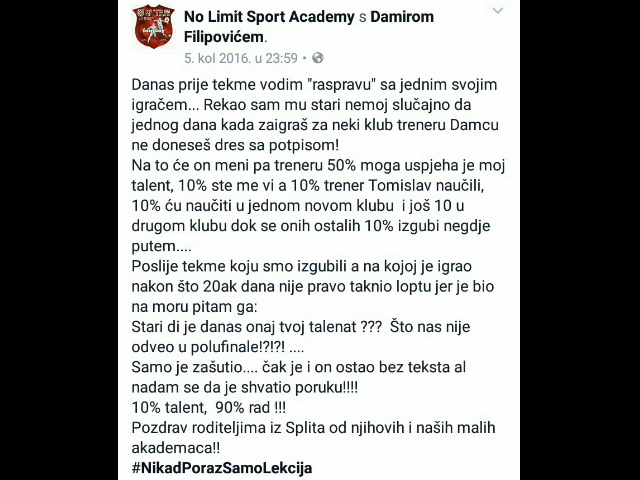 No Limit Sport Academy s Damirom
Filipovićem.
5. kol 2016. u 23:59 •
Danas prije tekme vodim "raspravu" sa jednim svojim
igračem... Rekao sam mu stari nemoj slučajno da
jednog dana kada zaigraš za neki klub treneru Damcu
ne doneseš dres sa potpisom!
Na to će on meni pa treneru 50% moga uspjeha je moj
talent, 10% ste me vi a 10% trener Tomislav naučili,
10% ću naučiti u jednom novom klubu i još 10 u
drugom klubu dok se onih ostalih 10% izgubi negdje
putem....
Poslije tekme koju smo izgubili a na kojoj je igrao
nakon što 20ak dana nije pravo taknio loptu jer je bio
na moru pitam ga:
Stari di je danas onaj tvoj talenat ??? Što nas nije
odveo u polufinale!?!?! ....
Samo je zašutio.... čak je i on ostao bez teksta al
nadam se da je shvatio poruku!!!!
10% talent, 90% rad !!!
Pozdrav roditeljima iz Splita od njihovih i naših malih
akademaca!!
#NikadPorazSamoLekcija